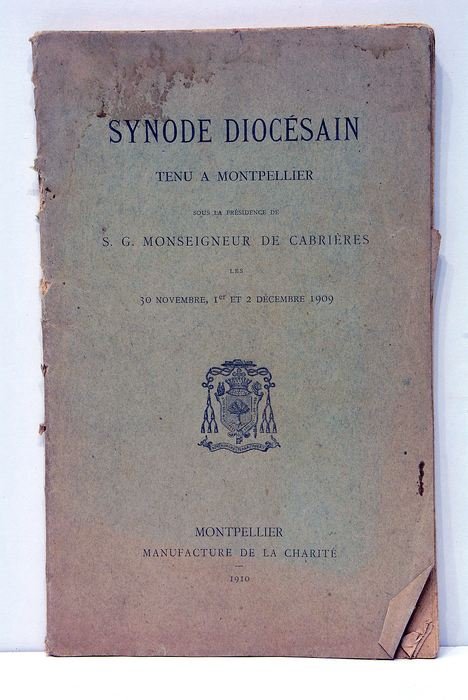 SYNODE DIOCÉSAIN
TENU A MONTPELLIER
SOUS LA PRÉSIDENCE DE
S. G. MONSEIGNEUR DE CABRIÈRES
LES
30 NOVEMBRE, 1er ET 2 DÉCEMBRE 1909
MONTPELLIER
MANUFACTURE DE LA CHARITÉ
1910